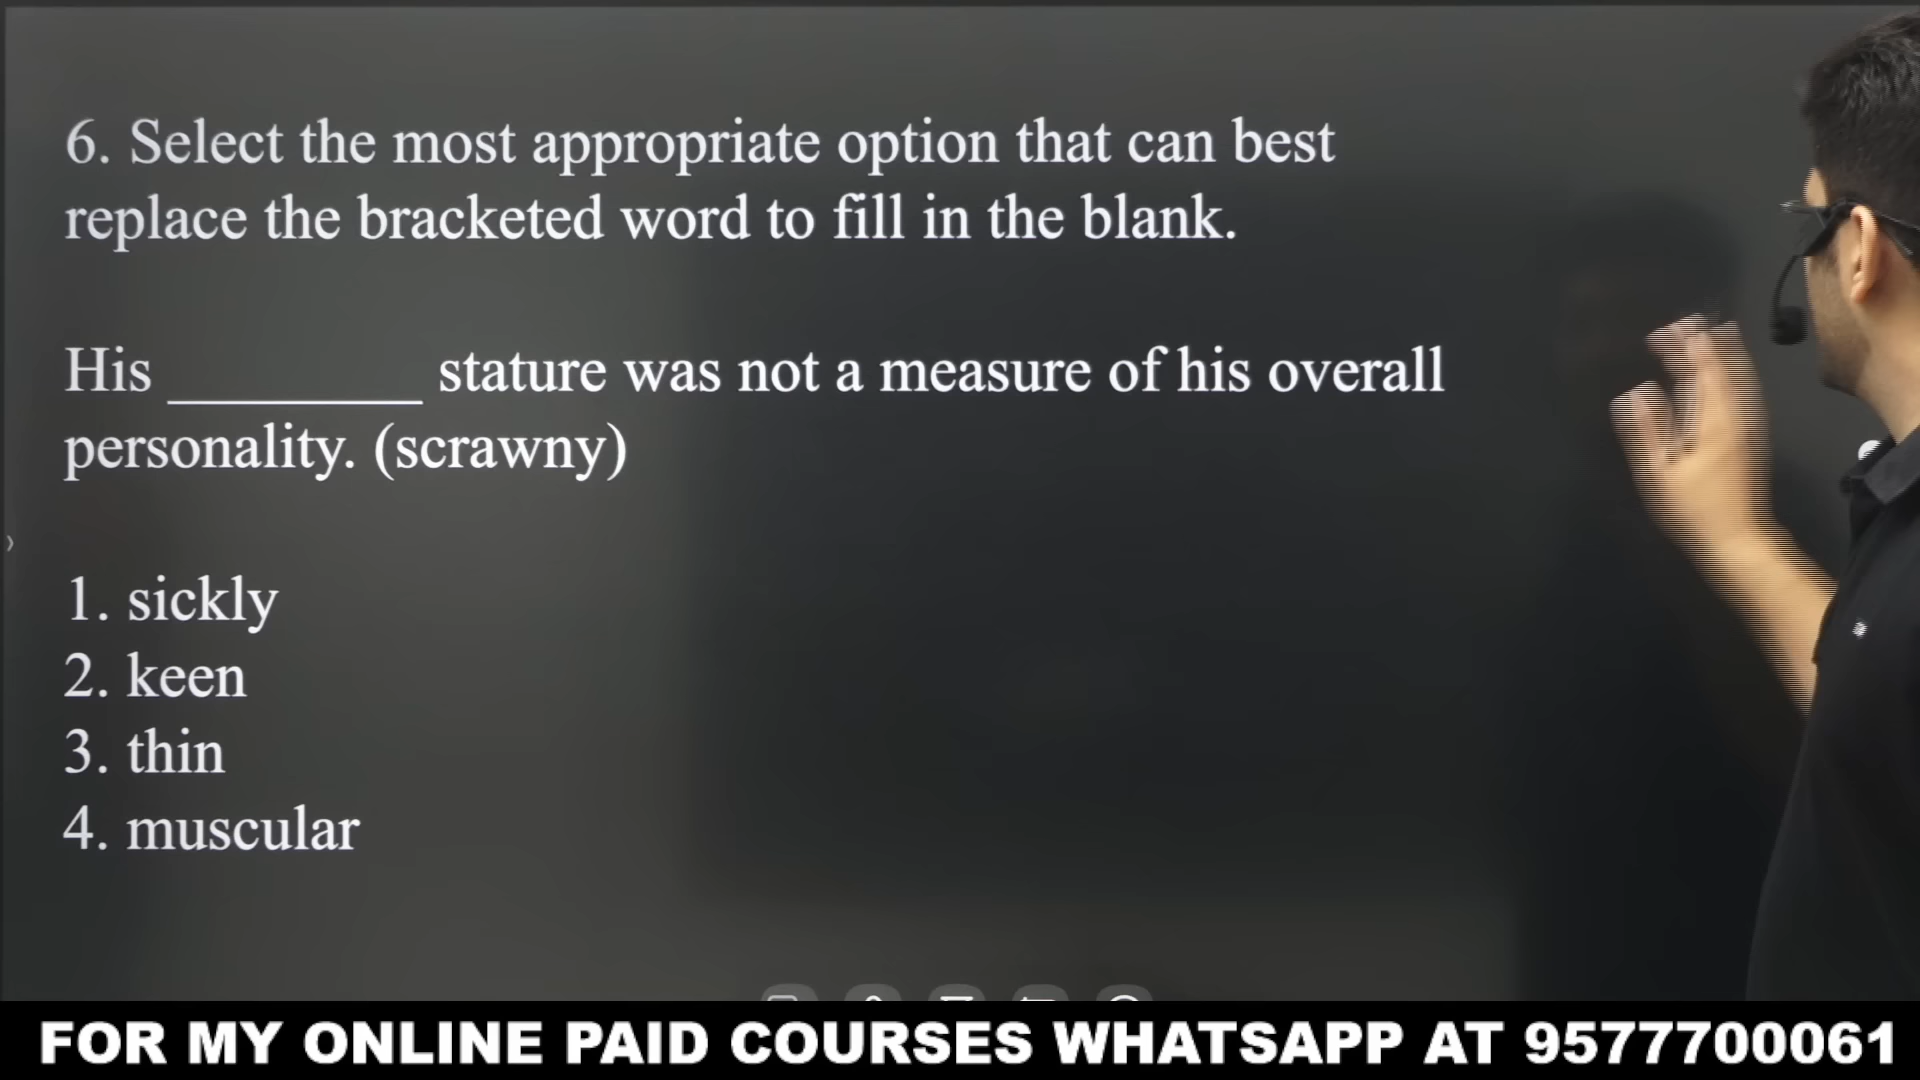 6. Select the most appropriate option that can best
replace the bracketed word to fill in the blank.
His __________ stature was not a measure of his overall
personality. (scrawny)
1. sickly
2. keen
3. thin
4. muscular
FOR MY ONLINE PAID COURSES WHATSAPP AT 9577700061